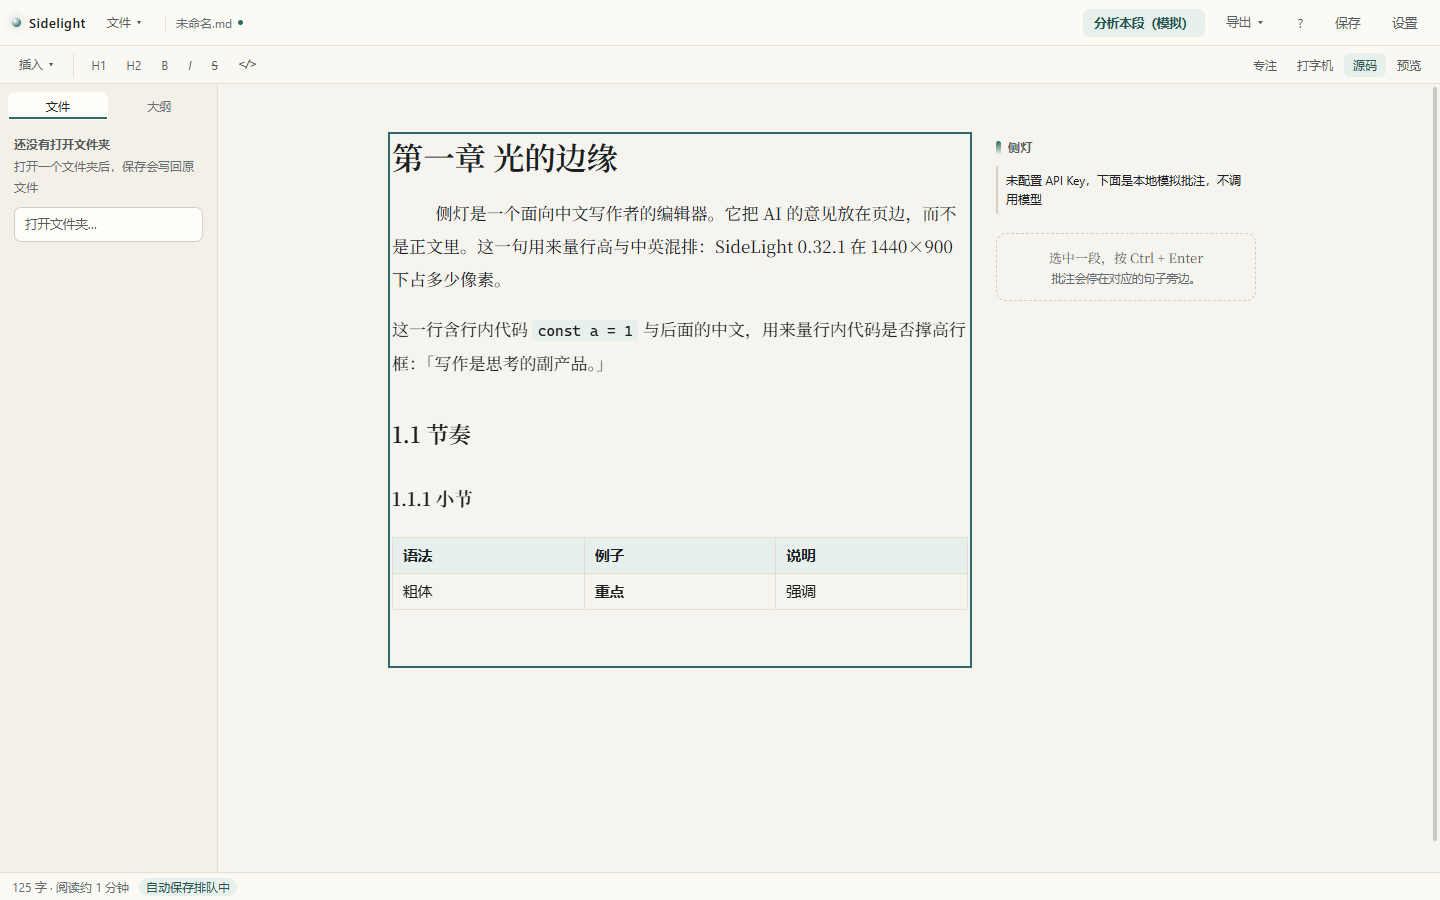 Sidelight 文件 未命名.md 分析本段（模拟） 导出 ? 保存 设置
插入 H1 H2 B I S </> 专注 打字机 源码 预览
文件 大纲
还没有打开文件夹
打开一个文件夹后，保存会写回原
文件
打开文件夹...
第一章 光的边缘
侧灯是一个面向中文写作者的编辑器。它把 AI 的意见放在页边，而不
是正文里。这一句用来量行高与中英混排：SideLight 0.32.1 在 1440×900
下占多少像素。
这一行含行内代码 const a = 1 与后面的中文，用来量行内代码是否撑高行
框：「写作是思考的副产品。」
1.1 节奏
1.1.1 小节
语法 例子 说明
粗体 重点 强调
侧灯
未配置 API Key，下面是本地模拟批注，不调
用模型
选中一段，按 Ctrl + Enter
批注会停在对应的句子旁边。
125 字 · 阅读约 1 分钟 自动保存排队中